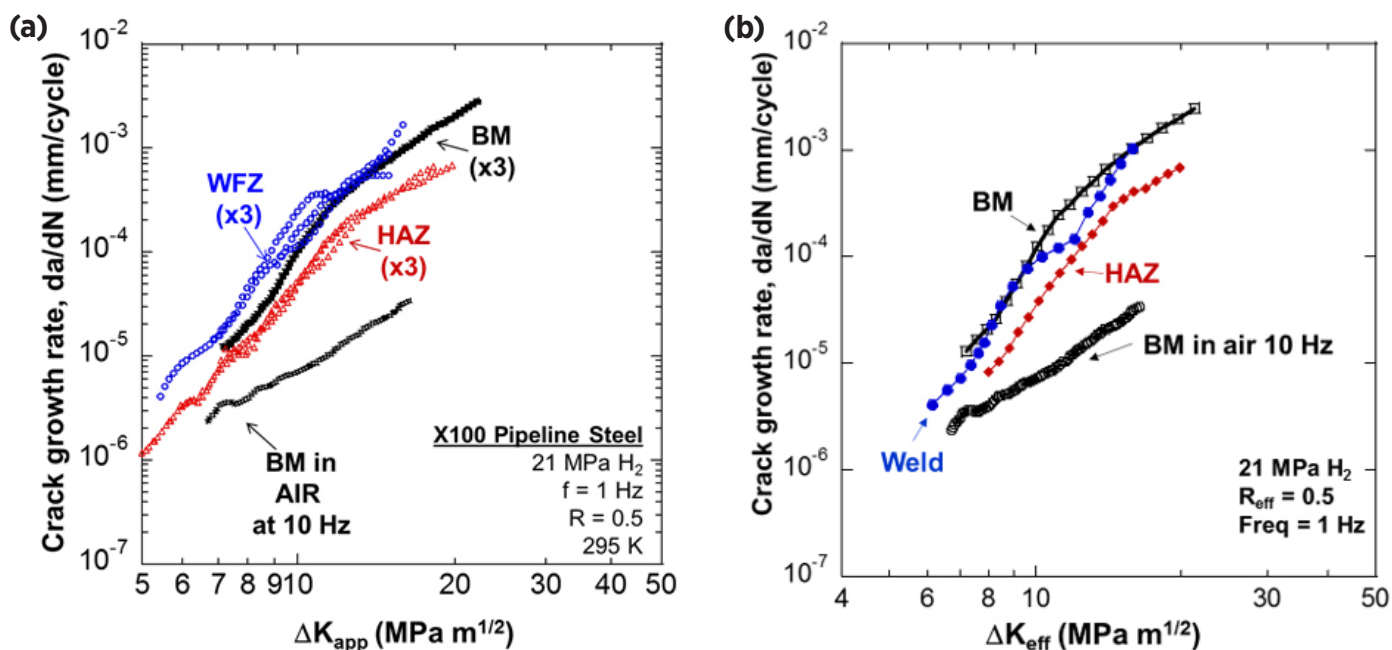 (a)
Crack growth rate, da/dN (mm/cycle)
10⁻²
10⁻³
10⁻⁴
10⁻⁵
10⁻⁶
10⁻⁷
WFZ
(x3)
BM
(x3)
HAZ
(x3)
BM in
AIR
at 10 Hz
X100 Pipeline Steel
21 MPa H₂
f = 1 Hz
R = 0.5
295 K
5 6 7 8 9 10 20 30 40 50
ΔKapp (MPa m¹/²)
(b)
Crack growth rate, da/dN (mm/cycle)
10⁻²
10⁻³
10⁻⁴
10⁻⁵
10⁻⁶
10⁻⁷
BM
HAZ
BM in air 10 Hz
Weld
21 MPa H₂
Reff = 0.5
Freq = 1 Hz
4 6 8 10 30 50
ΔKeff (MPa m¹/²)